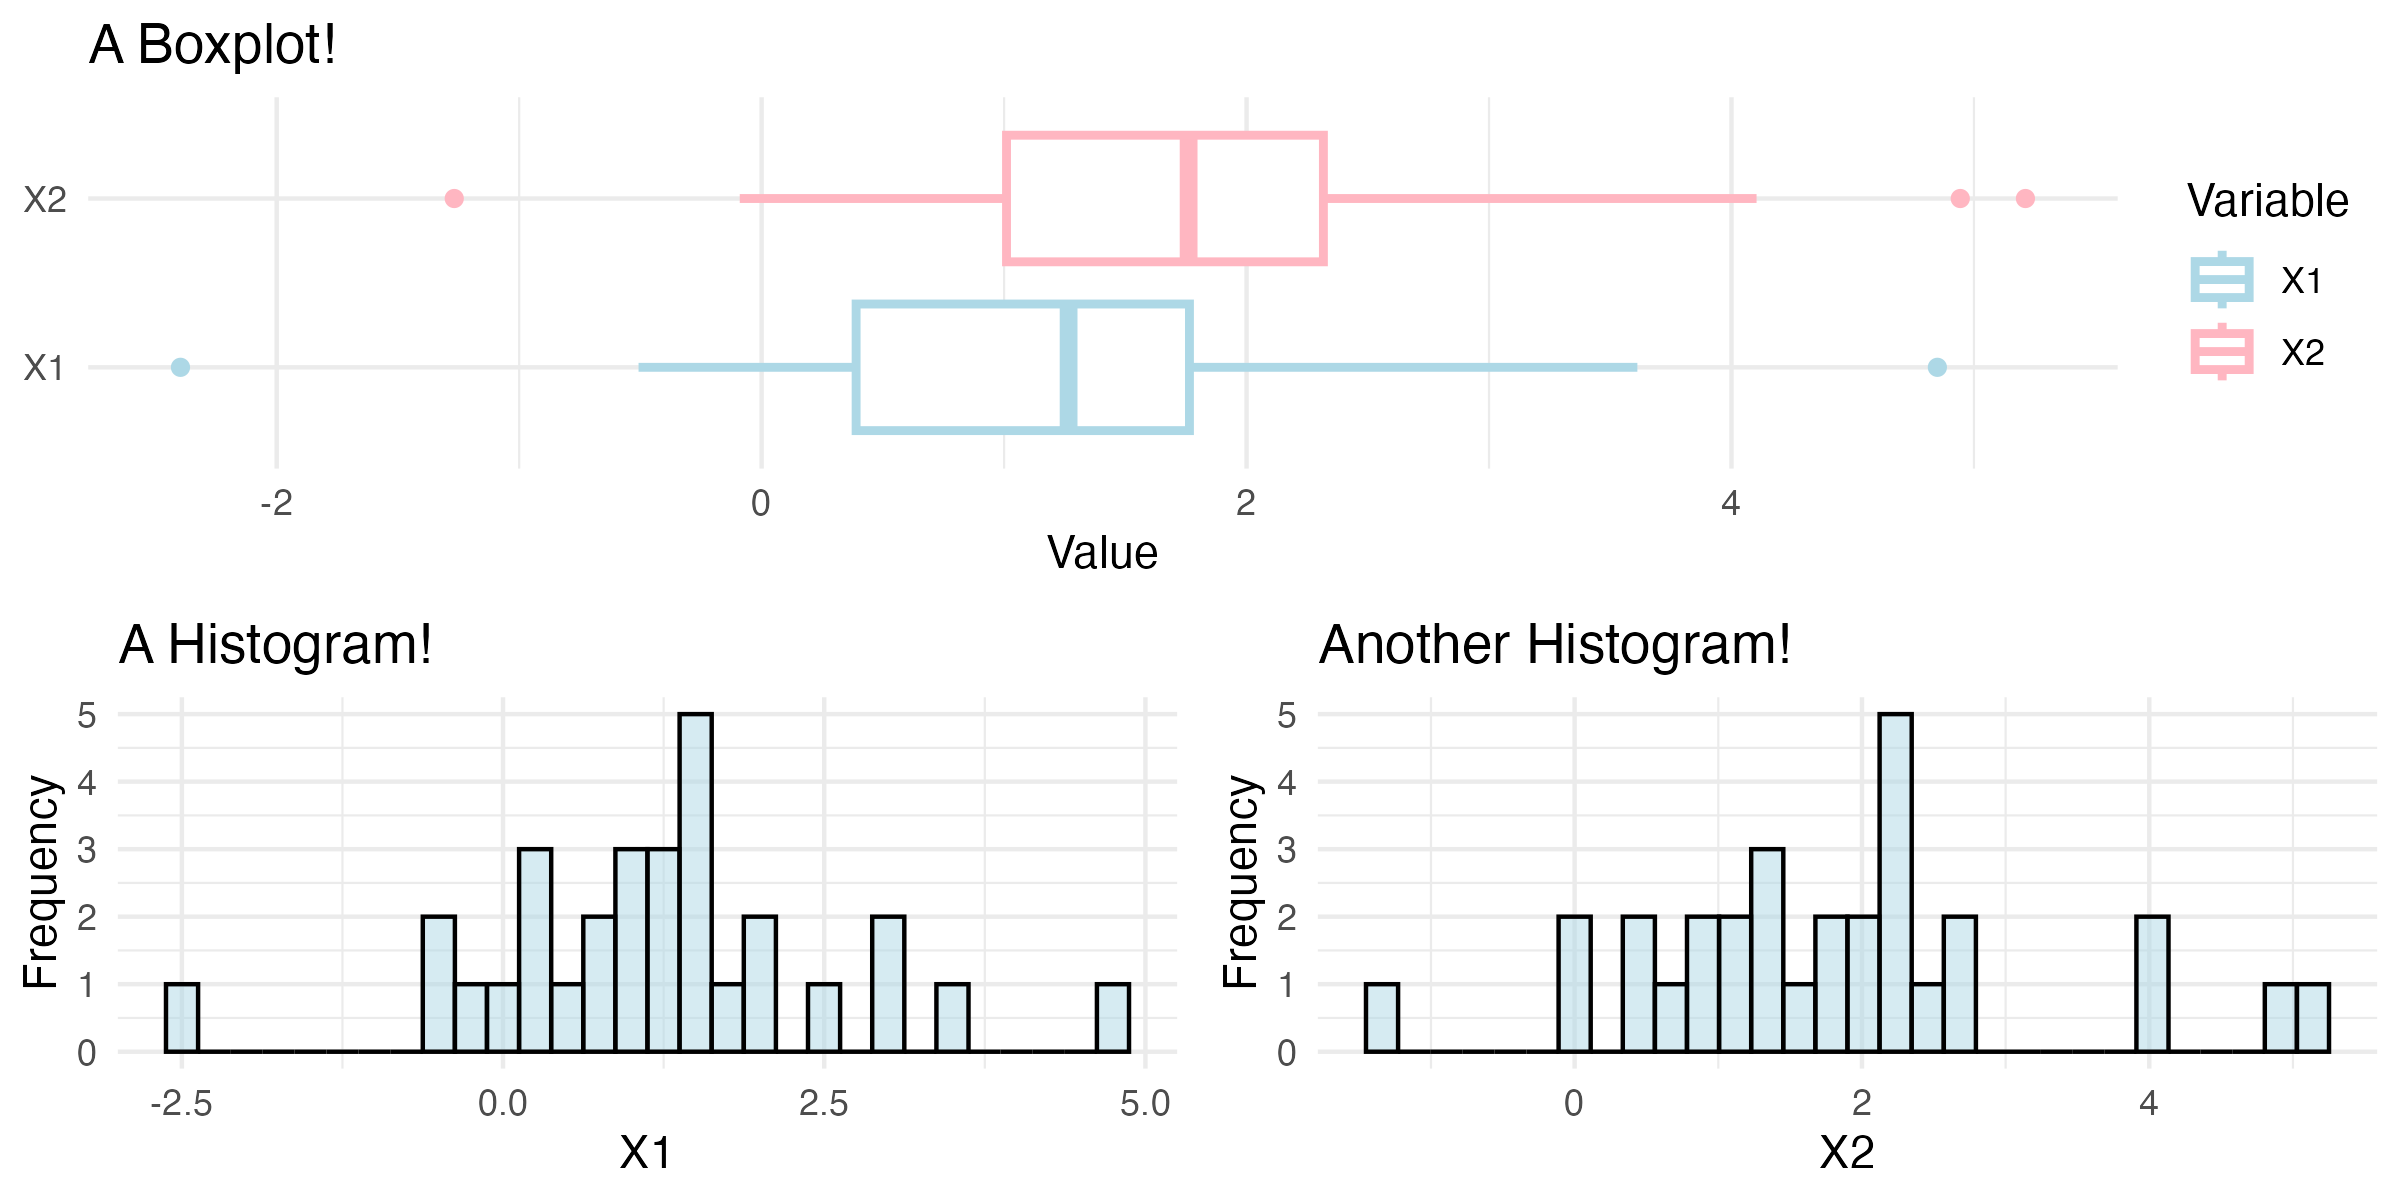 A Boxplot!
X2
X1
-2 0 2 4
Value
Variable
X1
X2
A Histogram!
Frequency
5
4
3
2
1
0
-2.5 0.0 2.5 5.0
X1
Another Histogram!
Frequency
5
4
3
2
1
0
0 2 4
X2